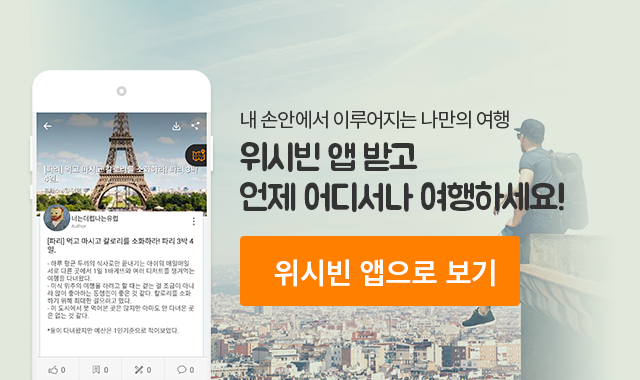 내 손안에서 이루어지는 나만의 여행
위시빈 앱 받고
언제 어디서나 여행하세요!
위시빈 앱으로 보기
[파리] 먹고 마시고 칼로리를 소화하라! 파리 3박
4일.
너는더럽나는유럽
Author
[파리] 먹고 마시고 칼로리를 소화하라! 파리 3박 4
일.
- 하루 평균 두끼의 식사로만 끝내기는 아쉬워 매일매일
서로 다른 곳에서 1일 1바게뜨와 여러 디저트를 챙겨먹는
여행을 다녀왔다.
- 미식 위주의 여행을 하려고 할 때는 걷는 걸 조금이 아니
라 많이 좋아하는 동행인이 좋은 것 같다. 칼로리를 소화
하기 위해 최대한 걸으려고 했다.
- 이 도시에서 못 먹어본 곳은 많지만 아마도 안 다녀본 곳
은 없는 것 같다.
*둘이 다녀왔지만 예산은 1인기준으로 적어보았다.
0
0
0
0